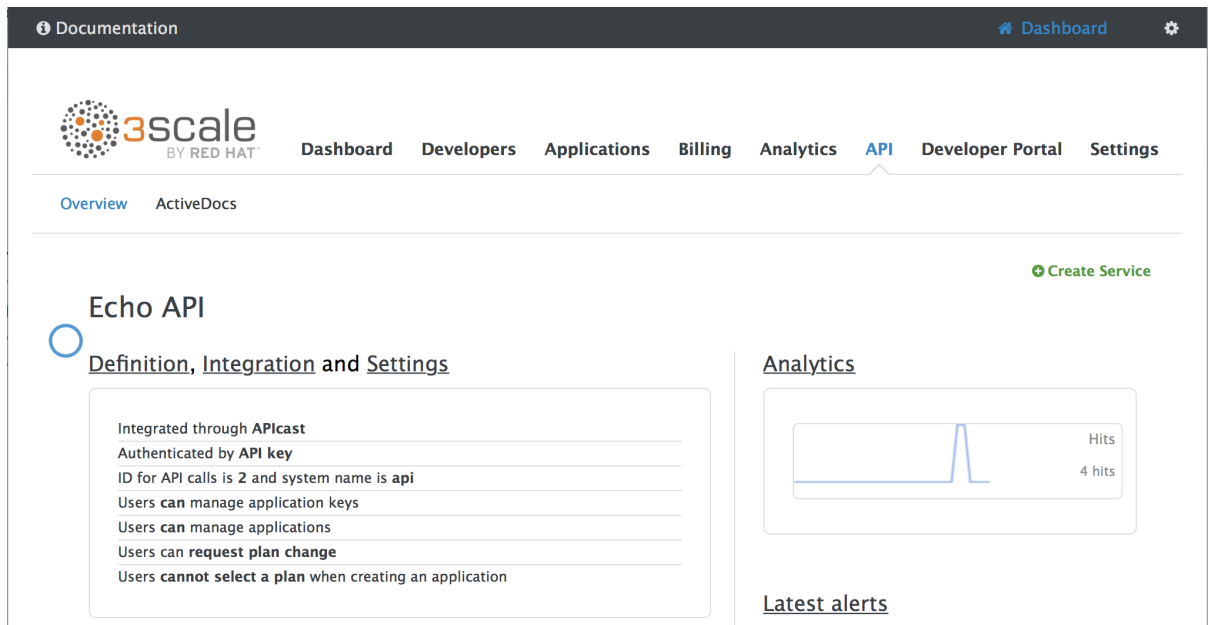 Documentation
Dashboard
3scale
BY RED HAT
Dashboard Developers Applications Billing Analytics API Developer Portal Settings
Overview ActiveDocs
Create Service
Echo API
Definition, Integration and Settings
Integrated through APIcast
Authenticated by API key
ID for API calls is 2 and system name is api
Users can manage application keys
Users can manage applications
Users can request plan change
Users cannot select a plan when creating an application
Analytics
Hits
4 hits
Latest alerts